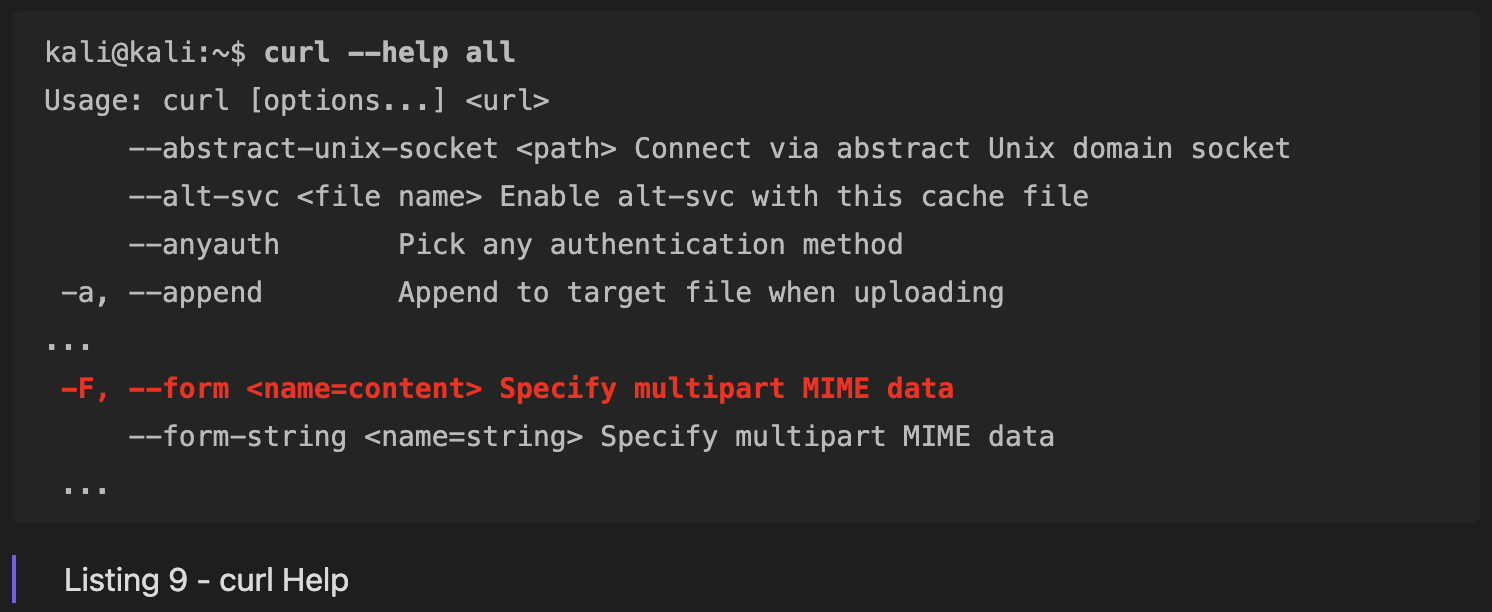 kali@kali:~$ curl --help all
Usage: curl [options...] <url>
     --abstract-unix-socket <path> Connect via abstract Unix domain socket
     --alt-svc <file name> Enable alt-svc with this cache file
     --anyauth       Pick any authentication method
 -a, --append        Append to target file when uploading
...
 -F, --form <name=content> Specify multipart MIME data
     --form-string <name=string> Specify multipart MIME data
 ...
Listing 9 - curl Help